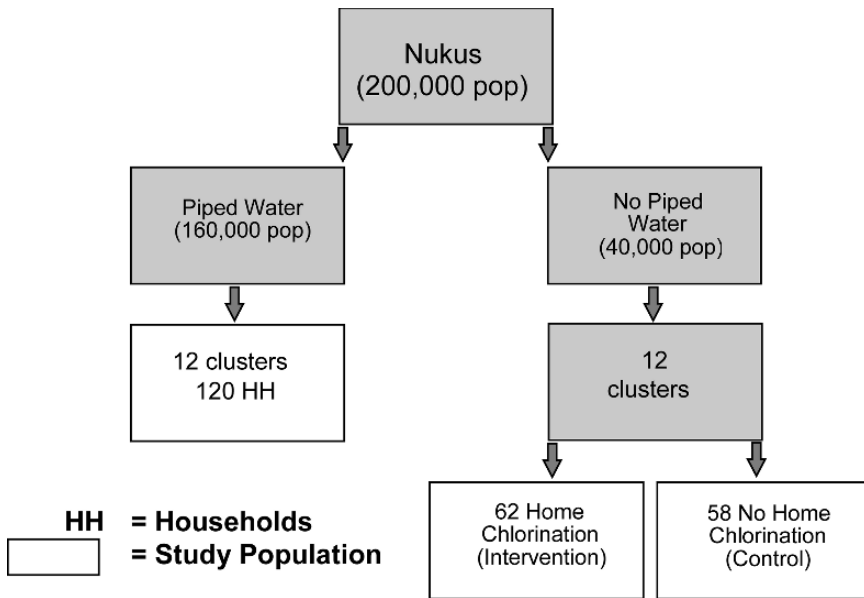 Nukus
(200,000 pop)
Piped Water
(160,000 pop)
No Piped
Water
(40,000 pop)
12 clusters
120 HH
12
clusters
62 Home
Chlorination
(Intervention)
58 No Home
Chlorination
(Control)
HH = Households
= Study Population